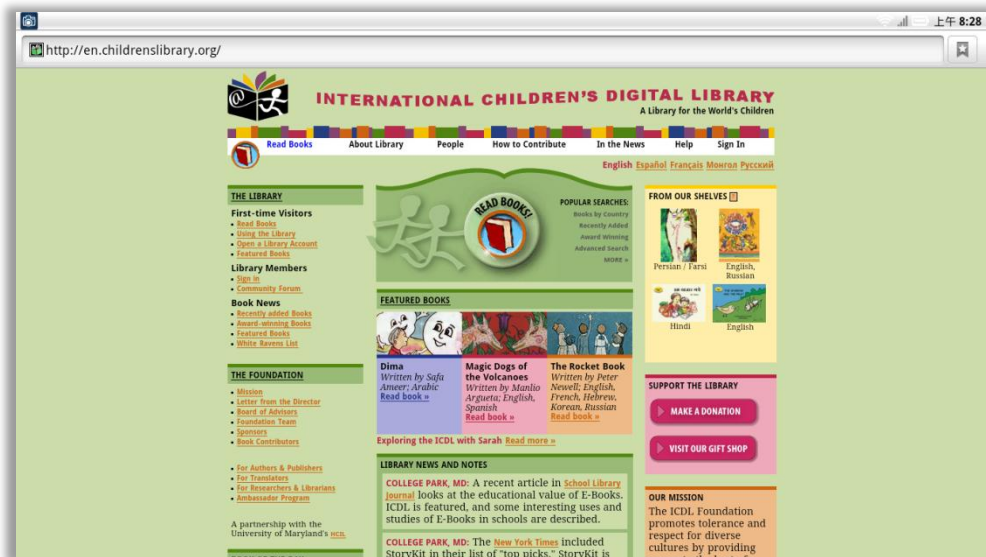 上午 8:28
http://en.childrenslibrary.org/
INTERNATIONAL CHILDREN'S DIGITAL LIBRARY
A Library for the World's Children
Read Books About Library People How to Contribute In the News Help Sign In
English Español Français Монгол Русский
THE LIBRARY
First-time Visitors
Read Books
Using the Library
Open a Library Account
Featured Books
Library Members
Sign in
Community Forum
Book News
Recently added Books
Award-winning Books
Featured Books
White Ravens List
THE FOUNDATION
Mission
Letter from the Director
Board of Advisors
Foundation Team
Sponsors
Book Contributors
For Authors & Publishers
For Translators
For Researchers & Librarians
Ambassador Program
A partnership with the
University of Maryland's HCIL
READ BOOKS!
POPULAR SEARCHES:
Books by Country
Recently Added
Award Winning
Advanced Search
MORE »
FEATURED BOOKS
Dima
Written by Safa
Ameer; Arabic
Read book »
Magic Dogs of
the Volcanoes
Written by Manlio
Argueta; English,
Spanish
Read book »
The Rocket Book
Written by Peter
Newell; English,
French, Hebrew,
Korean, Russian
Read book »
Exploring the ICDL with Sarah Read more »
LIBRARY NEWS AND NOTES
COLLEGE PARK, MD: A recent article in School Library
Journal looks at the educational value of E-Books.
ICDL is featured, and some interesting uses and
studies of E-Books in schools are described.
COLLEGE PARK, MD: The New York Times included
StoryKit in their list of "top picks." StoryKit is
FROM OUR SHELVES
Persian / Farsi
English,
Russian
Hindi
English
SUPPORT THE LIBRARY
MAKE A DONATION
VISIT OUR GIFT SHOP
OUR MISSION
The ICDL Foundation
promotes tolerance and
respect for diverse
cultures by providing